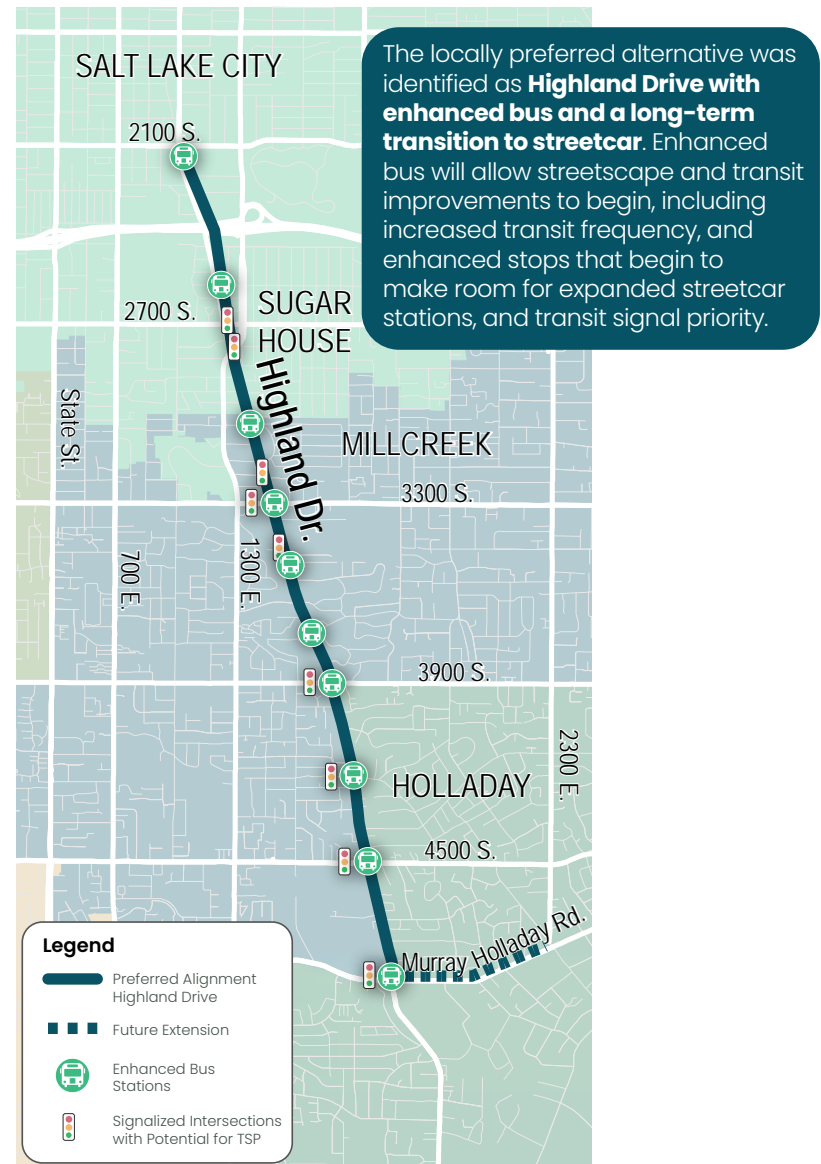 SALT LAKE CITY
The locally preferred alternative was
identified as Highland Drive with
enhanced bus and a long-term
transition to streetcar. Enhanced
bus will allow streetscape and transit
improvements to begin, including
increased transit frequency, and
enhanced stops that begin to
make room for expanded streetcar
stations, and transit signal priority.
2100 S.
2700 S.
SUGAR
HOUSE
Highland Dr.
State St.
MILLCREEK
3300 S.
700 E.
1300 E.
3900 S.
2300 E.
HOLLADAY
4500 S.
Murray Holladay Rd.
Legend
Preferred Alignment
Highland Drive
Future Extension
Enhanced Bus
Stations
Signalized Intersections
with Potential for TSP